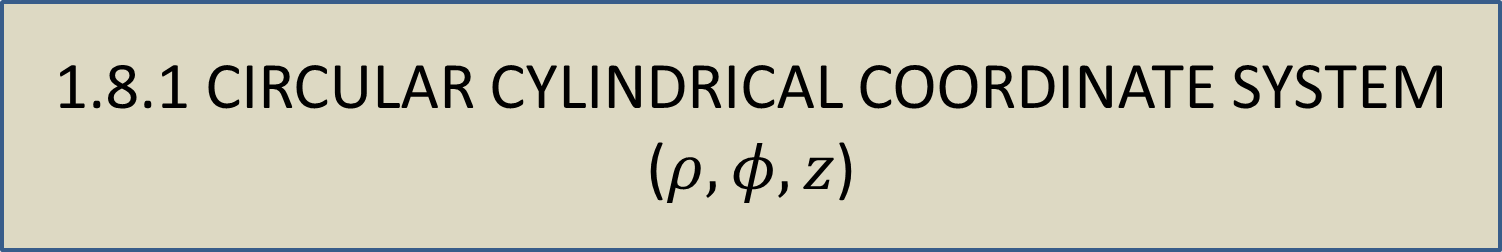 1.8.1 CIRCULAR CYLINDRICAL COORDINATE SYSTEM
(ρ, ϕ, z)